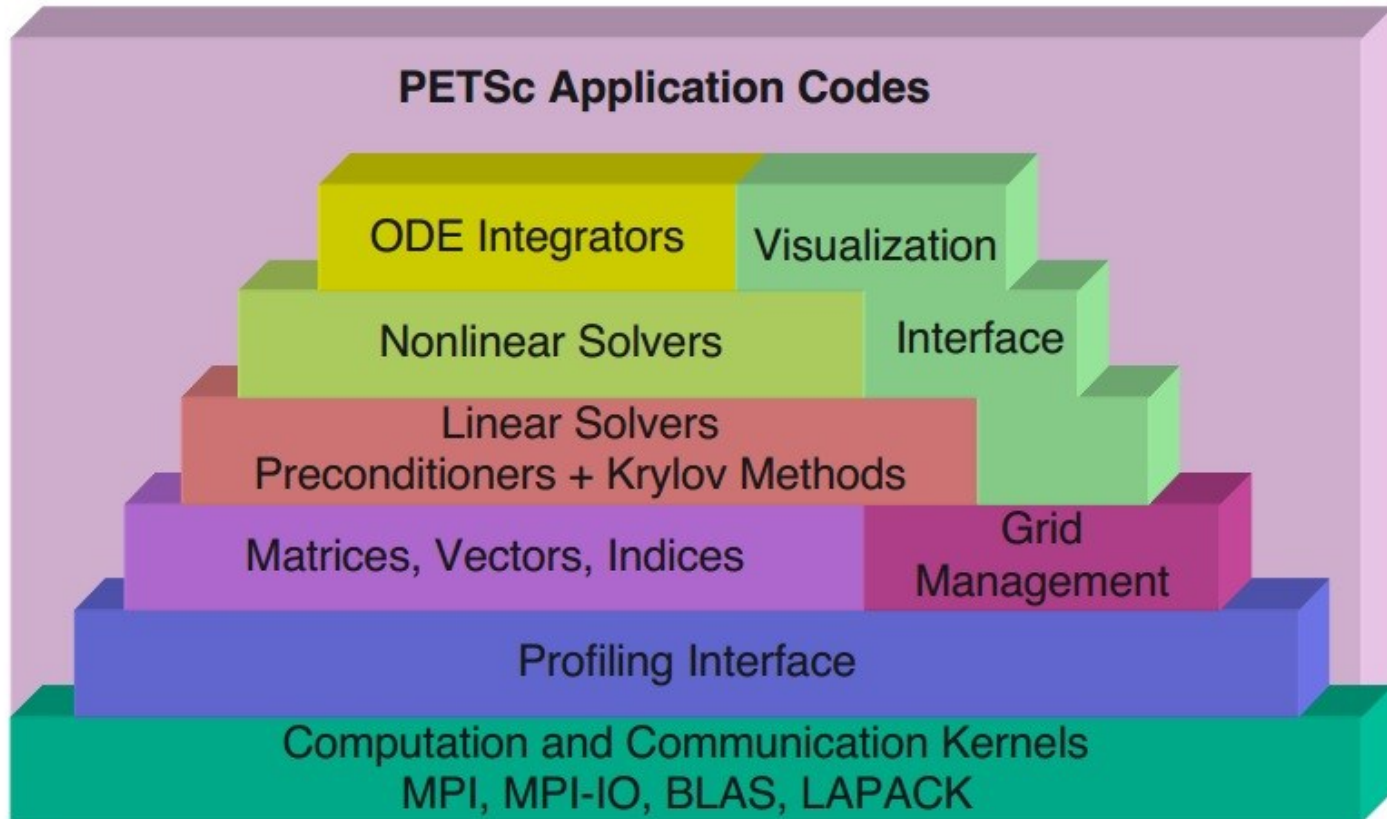 PETSc Application Codes
ODE Integrators
Visualization
Nonlinear Solvers
Interface
Linear Solvers
Preconditioners + Krylov Methods
Matrices, Vectors, Indices
Grid
Management
Profiling Interface
Computation and Communication Kernels
MPI, MPI-IO, BLAS, LAPACK